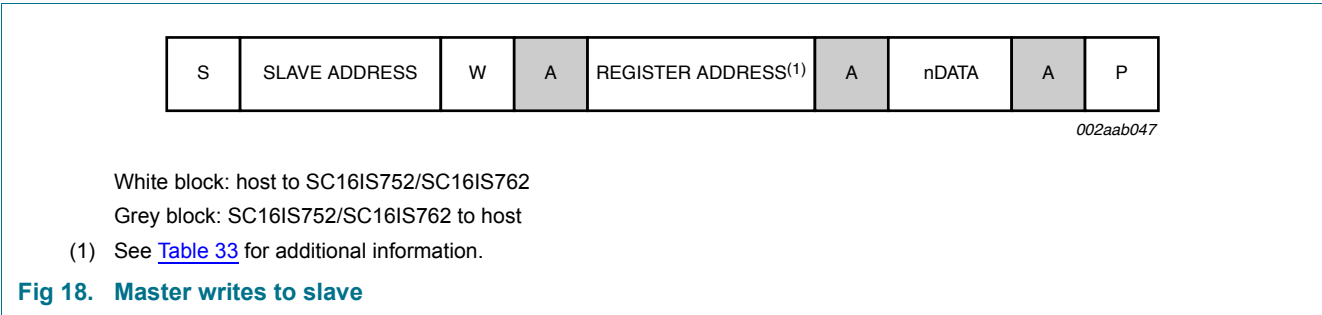 S SLAVE ADDRESS W A REGISTER ADDRESS(1) A nDATA A P
002aab047
White block: host to SC16IS752/SC16IS762
Grey block: SC16IS752/SC16IS762 to host
(1) See Table 33 for additional information.
Fig 18. Master writes to slave